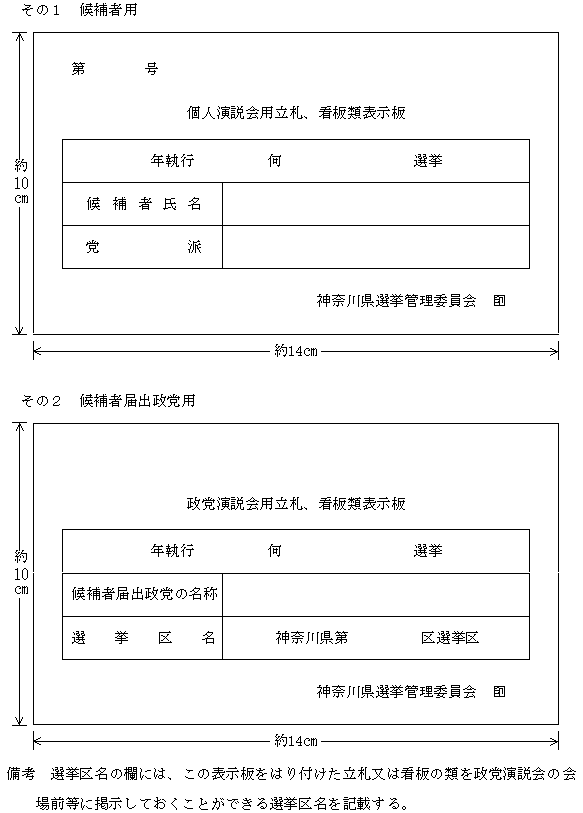 その１　候補者用
第　　　　号
個人演説会用立札、看板類表示板
年執行　　　　　何　　　　　　　　　選挙
候補者氏名
党　　　　　　派
神奈川県選挙管理委員会　印
約10cm
約14cm
その２　候補者届出政党用
政党演説会用立札、看板類表示板
年執行　　　　　何　　　　　　　　　選挙
候補者届出政党の名称
選挙区名　神奈川県第　　　　　区選挙区
神奈川県選挙管理委員会　印
約10cm
約14cm
備考　選挙区名の欄には、この表示板をはり付けた立札又は看板の類を政党演説会の会
場前等に掲示しておくことができる選挙区名を記載する。